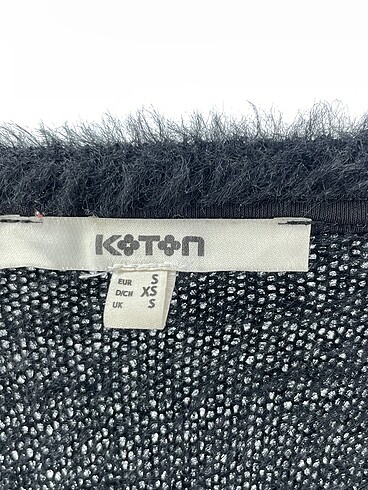 KOTON
EUR S
D/CH XS
UK S